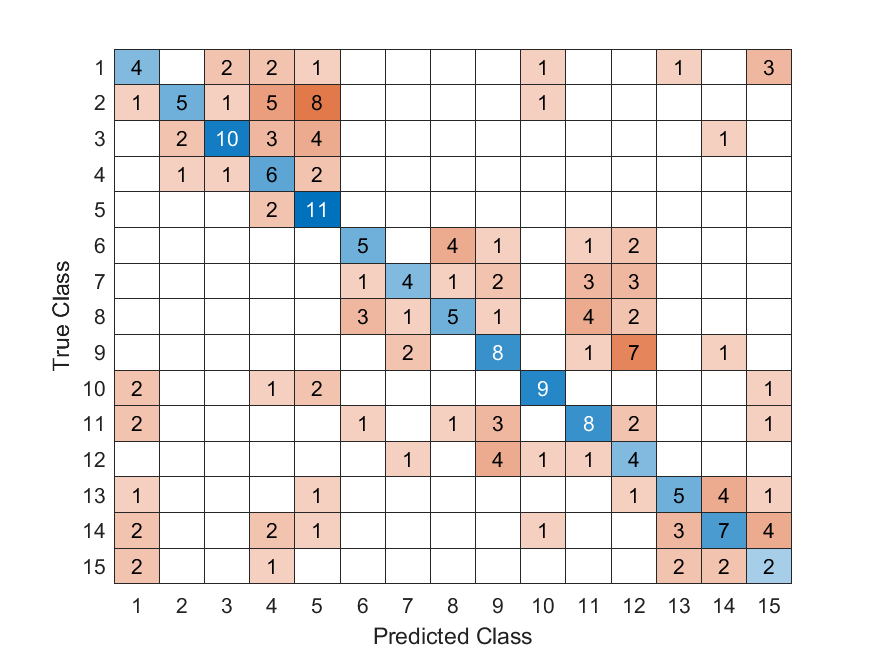 1 4 2 2 1 1 1 3
2 1 5 1 5 8 1
3 2 10 3 4 1
4 1 1 6 2
5 2 11
6 5 4 1 1 2
7 1 4 1 2 3 3
8 3 1 5 1 4 2
9 2 8 1 7 1
10 2 1 2 9 1
11 2 1 1 3 8 2 1
12 1 4 1 1 4
13 1 1 1 5 4 1
14 2 2 1 1 3 7 4
15 2 1 2 2 2
1 2 3 4 5 6 7 8 9 10 11 12 13 14 15
Predicted Class
True Class